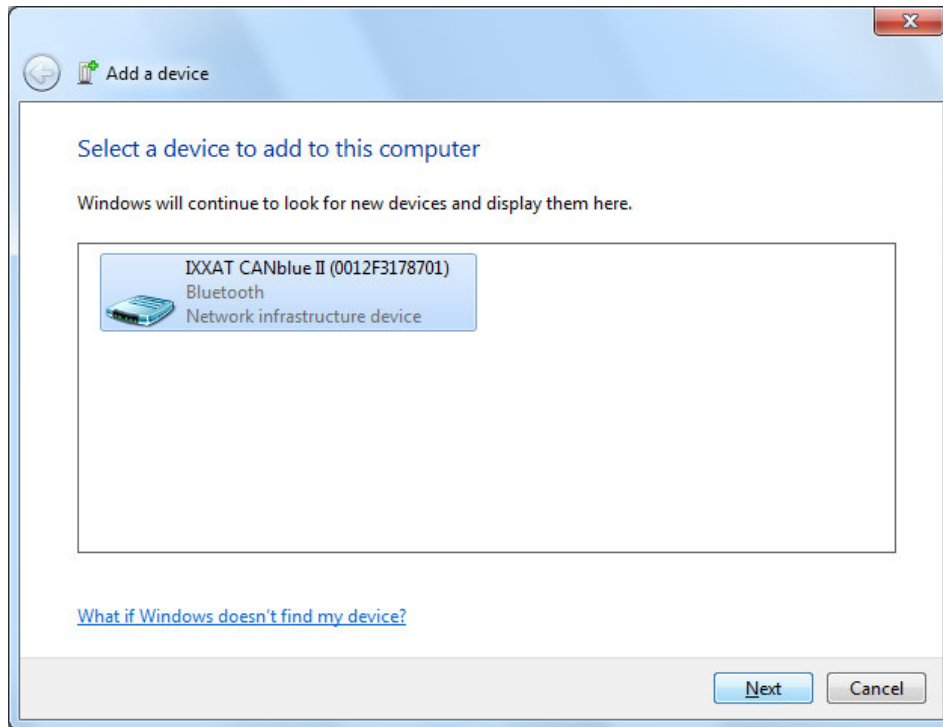 Add a device
Select a device to add to this computer
Windows will continue to look for new devices and display them here.
IXXAT CANblue II (0012F3178701)
Bluetooth
Network infrastructure device
What if Windows doesn't find my device?
Next Cancel